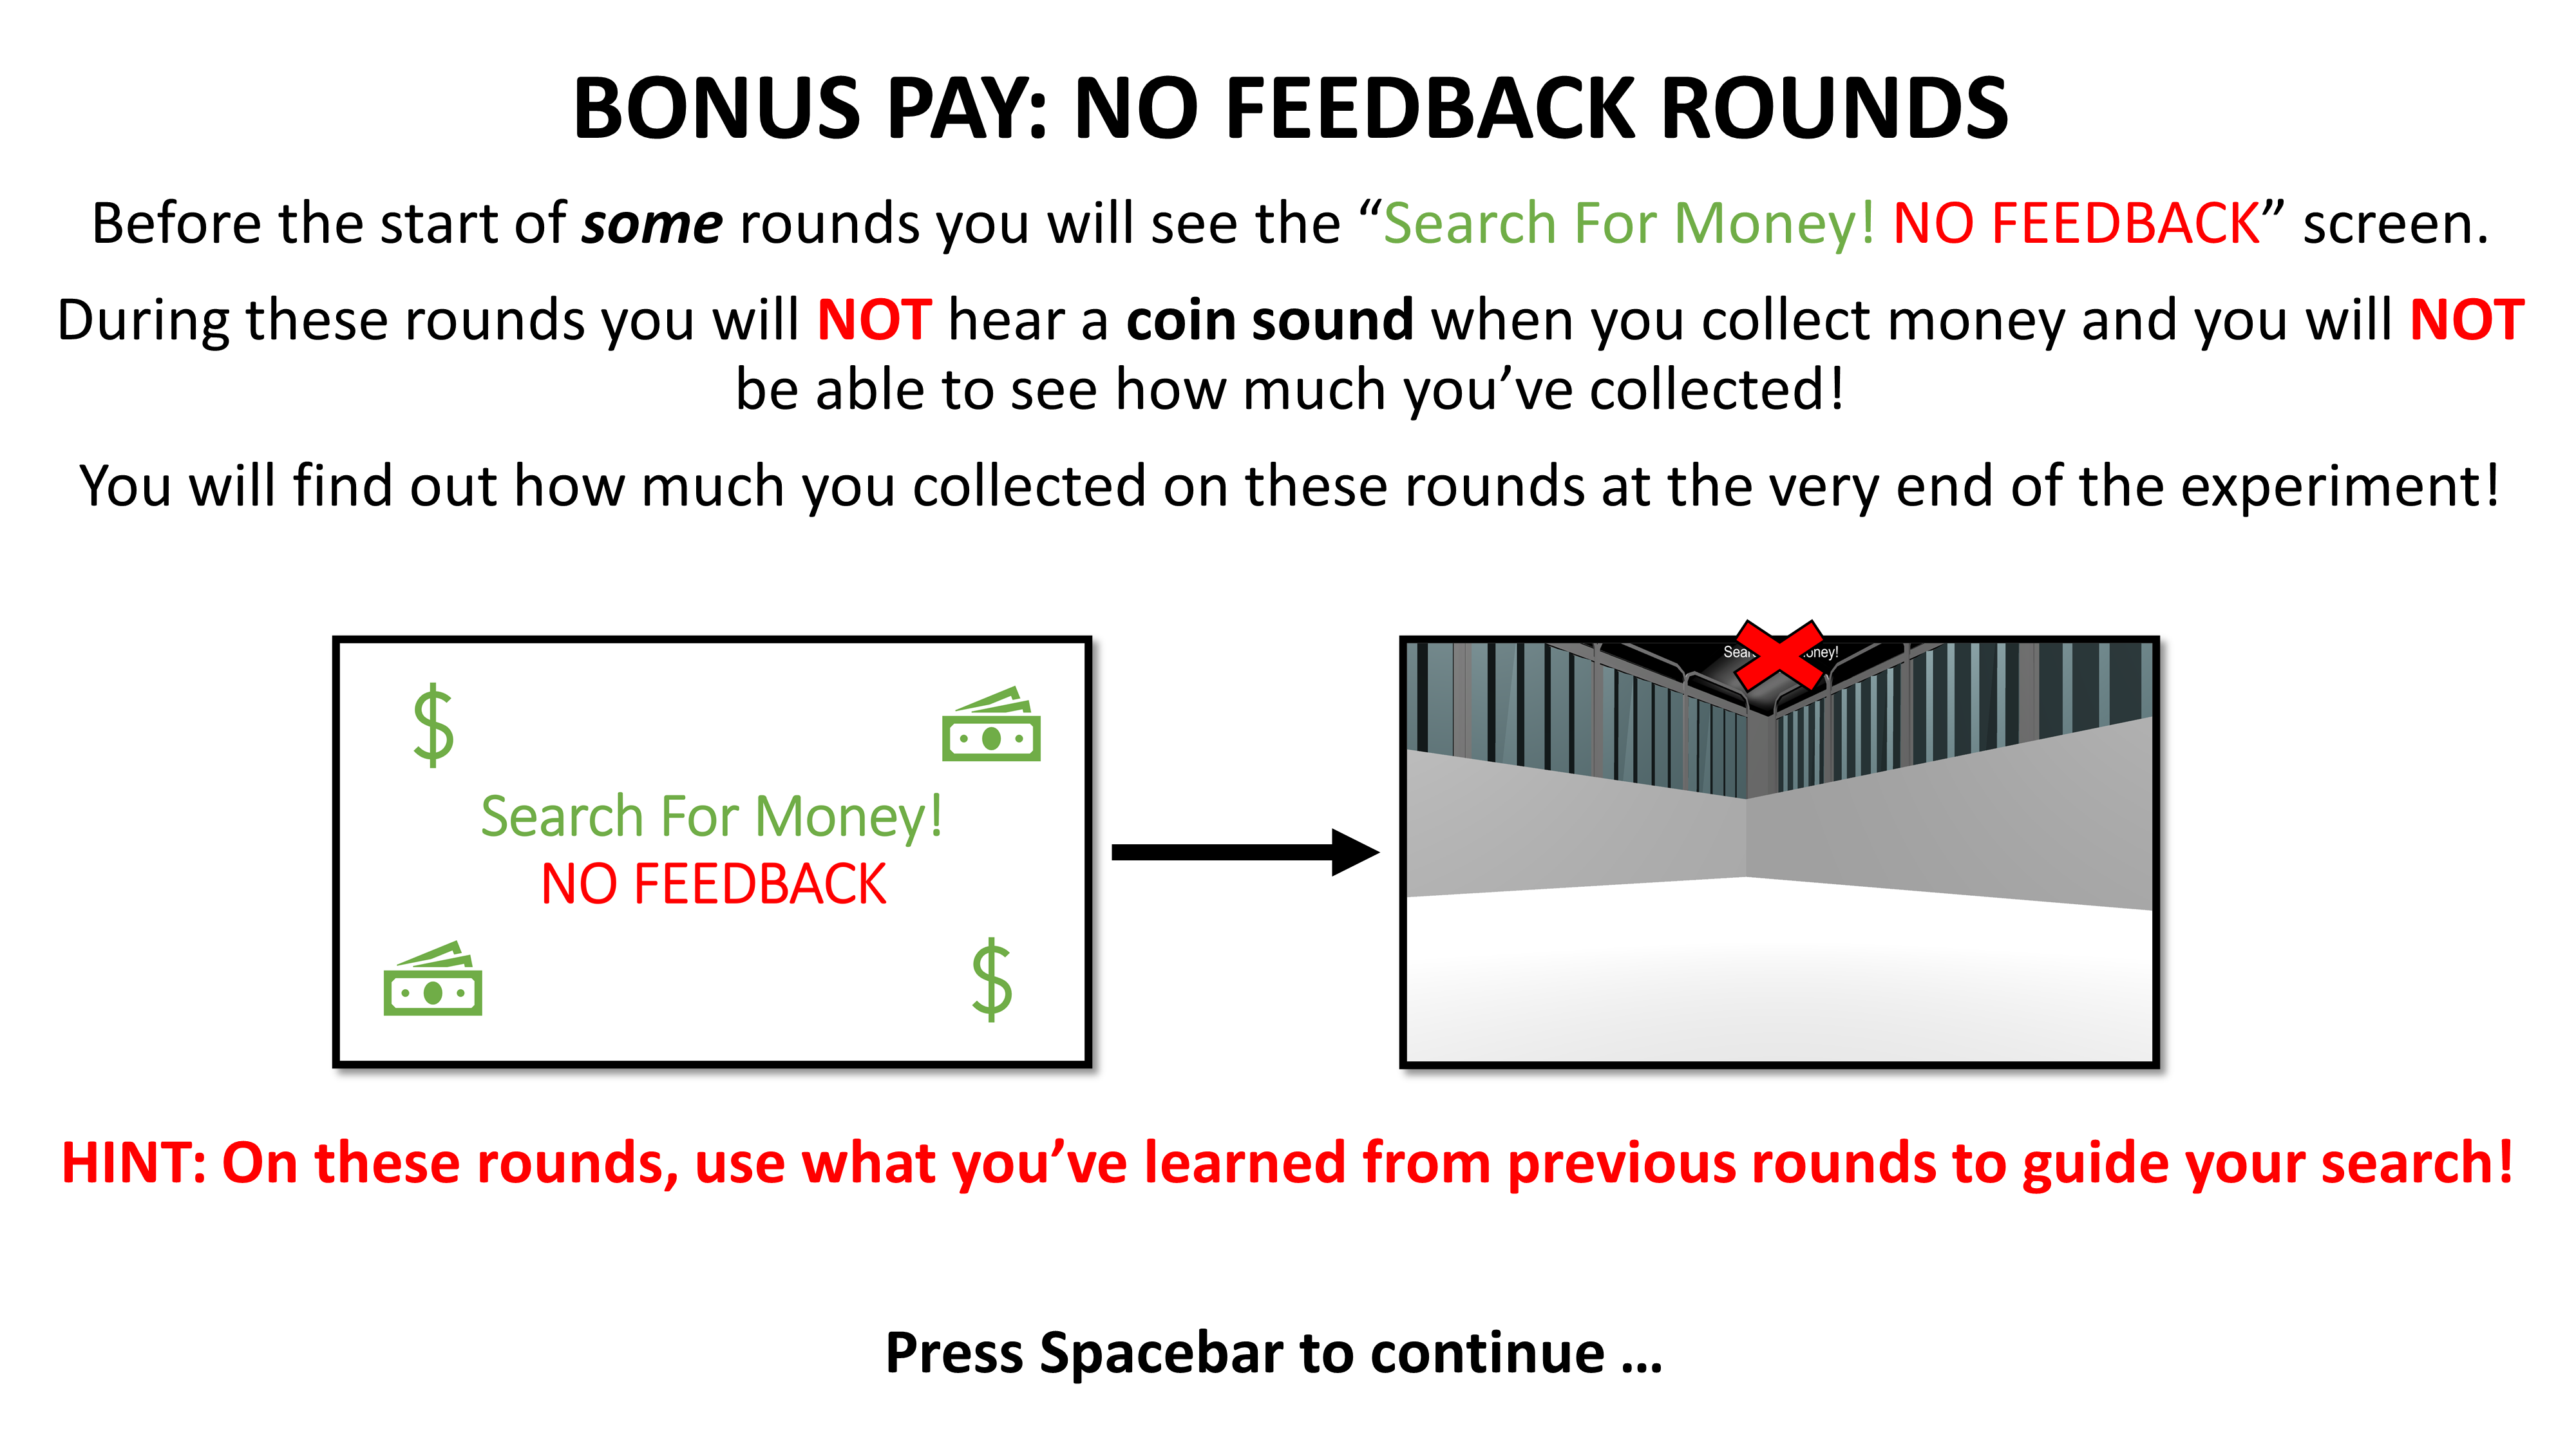 BONUS PAY: NO FEEDBACK ROUNDS
Before the start of some rounds you will see the “Search For Money! NO FEEDBACK” screen.
During these rounds you will NOT hear a coin sound when you collect money and you will NOT
be able to see how much you’ve collected!
You will find out how much you collected on these rounds at the very end of the experiment!
$
Sear oney!
Search For Money!
NO FEEDBACK
$
HINT: On these rounds, use what you’ve learned from previous rounds to guide your search!
Press Spacebar to continue ...